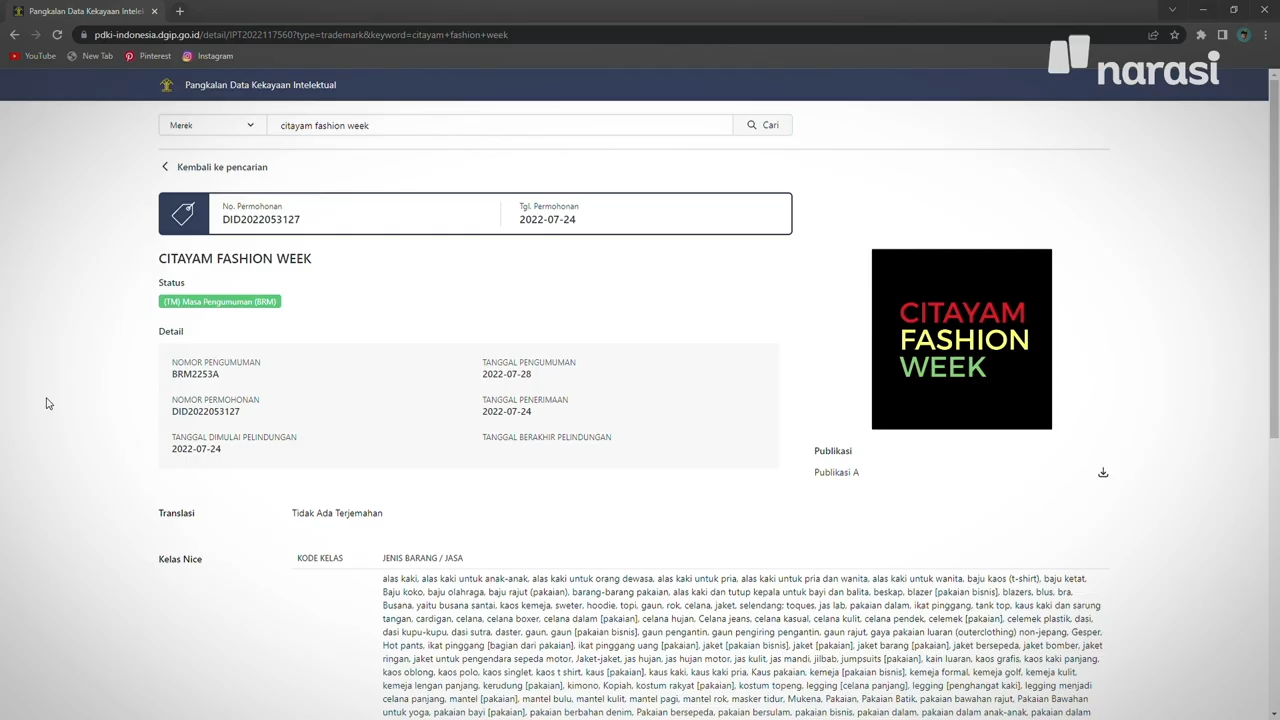 Pangkalan Data Kekayaan Intelel
pdki-indonesia.dgip.go.id/detail/IPT2022117560?type=trademark&keyword=citayam+fashion+week
YouTube
New Tab
Pinterest
Instagram
narasi
Pangkalan Data Kekayaan Intelektual
Merek
citayam fashion week
Cari
Kembali ke pencarian
No. Permohonan
DID2022053127
Tgl. Permohonan
2022-07-24
CITAYAM FASHION WEEK
Status
(TM) Masa Pengumuman (BRM)
Detail
NOMOR PENGUMUMAN
BRM2253A
TANGGAL PENGUMUMAN
2022-07-28
NOMOR PERMOHONAN
DID2022053127
TANGGAL PENERIMAAN
2022-07-24
TANGGAL DIMULAI PELINDUNGAN
2022-07-24
TANGGAL BERAKHIR PELINDUNGAN
CITAYAM
FASHION
WEEK
Publikasi
Publikasi A
Translasi
Tidak Ada Terjemahan
Kelas Nice
KODE KELAS
JENIS BARANG / JASA
alas kaki, alas kaki untuk anak-anak, alas kaki untuk orang dewasa, alas kaki untuk pria, alas kaki untuk pria dan wanita, alas kaki untuk wanita, baju kaos (t-shirt), baju ketat,
Baju koko, baju olahraga, baju rajut (pakaian), barang-barang pakaian, alas kaki dan tutup kepala untuk bayi dan balita, beskap, blazer [pakaian bisnis], blazers, blus, bra,
Busana, yaitu busana santai, kaos kemeja, sweter, hoodie, topi, gaun, rok, celana, jaket, selendang; toques, jas lab, pakaian dalam, ikat pinggang, tank top, kaus kaki dan sarung
tangan, cardigan, celana, celana boxer, celana dalam [pakaian], celana hujan, Celana jeans, celana kasual, celana kulit, celana pendek, celemek [pakaian], celemek plastik, dasi,
dasi kupu-kupu, dasi sutra, daster, gaun, gaun [pakaian bisnis], gaun pengantin, gaun pengiring pengantin, gaun rajut, gaya pakaian luaran (outerclothing) non-jepang, Gesper,
Hot pants, ikat pinggang [bagian dari pakaian], ikat pinggang uang [pakaian], jaket [pakaian bisnis], jaket [pakaian], jaket barang [pakaian], jaket bersepeda, jaket bomber, jaket
ringan, jaket untuk pengendara sepeda motor, Jaket-jaket, jas hujan, jas hujan motor, jas kulit, jas mandi, jilbab, jumpsuits [pakaian], kain luaran, kaos grafis, kaos kaki panjang,
kaos oblong, kaos polo, kaos singlet, kaos t shirt, kaus [pakaian], kaus kaki, kaus kaki pria, Kaus pakaian, kemeja [pakaian bisnis], kemeja formal, kemeja golf, kemeja kulit,
kemeja lengan panjang, kerudung [pakaian], kimono, Kopiah, kostum rakyat [pakaian], kostum topeng, legging [celana panjang], legging [penghangat kaki], legging menjadi
celana panjang, mantel [pakaian], mantel bulu, mantel kulit, mantel pagi, mantel rok, masker tidur, Mukena, Pakaian, Pakaian Batik, pakaian bawahan rajut, Pakaian Bawahan
untuk yoga, pakaian bayi [pakaian], pakaian berbahan denim, Pakaian bersepeda, pakaian bersulam, pakaian bisnis, pakaian dalam, pakaian dalam anak-anak, pakaian dalam